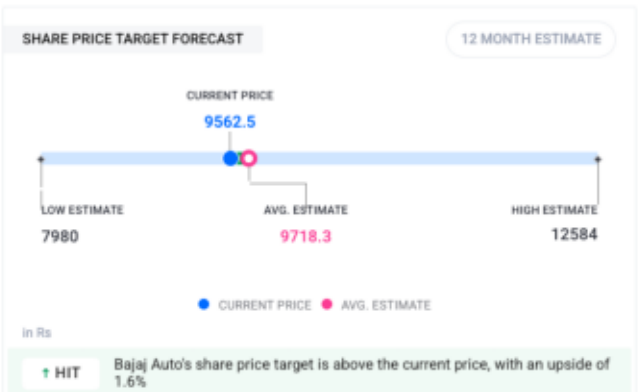 SHARE PRICE TARGET FORECAST
12 MONTH ESTIMATE
CURRENT PRICE
9562.5
LOW ESTIMATE
AVG. ESTIMATE
HIGH ESTIMATE
7980
9718.3
12584
CURRENT PRICE
AVG. ESTIMATE
in Rs
↑ HIT
Bajaj Auto's share price target is above the current price, with an upside of
1.6%